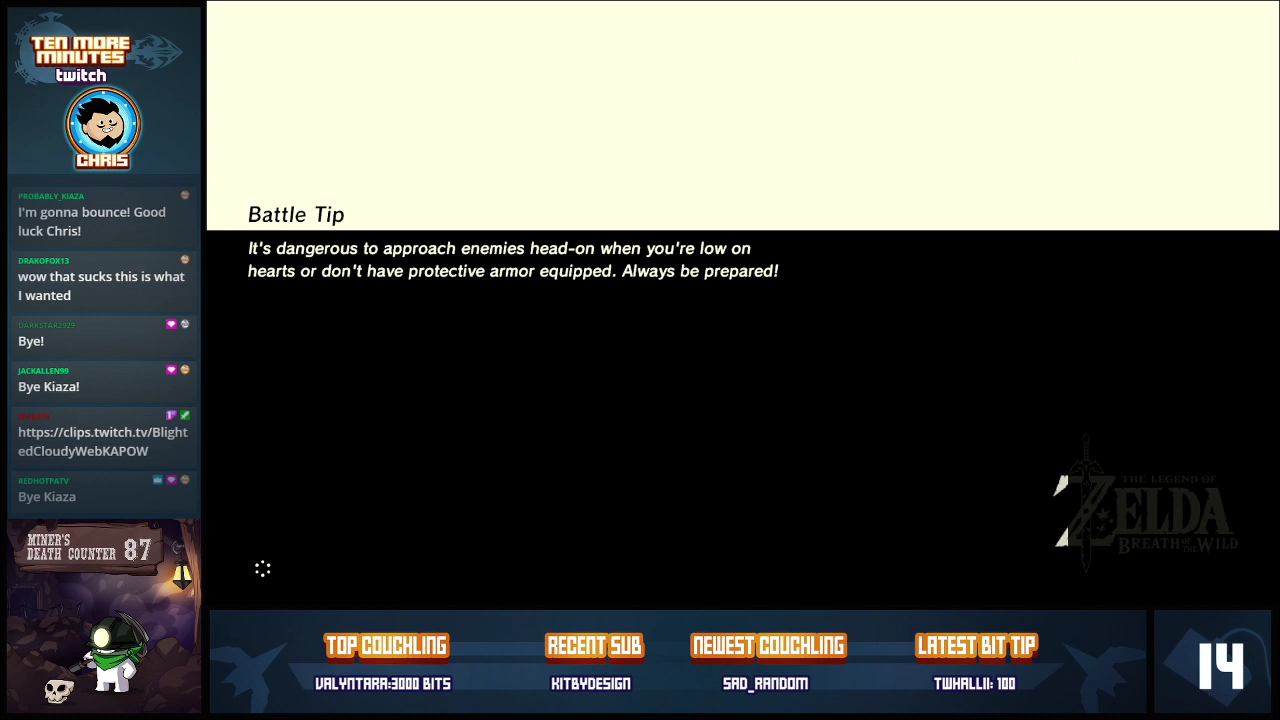 TEN MORE
MINUTES
twitch
CHRIS
PROBABLY_KIAZA
I'm gonna bounce! Good
luck Chris!
DRAKOFOX13
wow that sucks this is what
I wanted
DARKSTAR2929
Bye!
JACKALLEN99
Bye Kiaza!
https://clips.twitch.tv/Blight
edCloudyWebKAPOW
REDHOTPATV
Bye Kiaza
MINER'S
DEATH COUNTER 87
Battle Tip
It's dangerous to approach enemies head-on when you're low on
hearts or don't have protective armor equipped. Always be prepared!
THE LEGEND OF
ZELDA
BREATH OF THE WILD
TOP COUCHLING
VALYNTARA:3000 BITS
RECENT SUB
KITBYDESIGN
NEWEST COUCHLING
SAD_RANDOM
LATEST BIT TIP
TWHALLII: 100
14